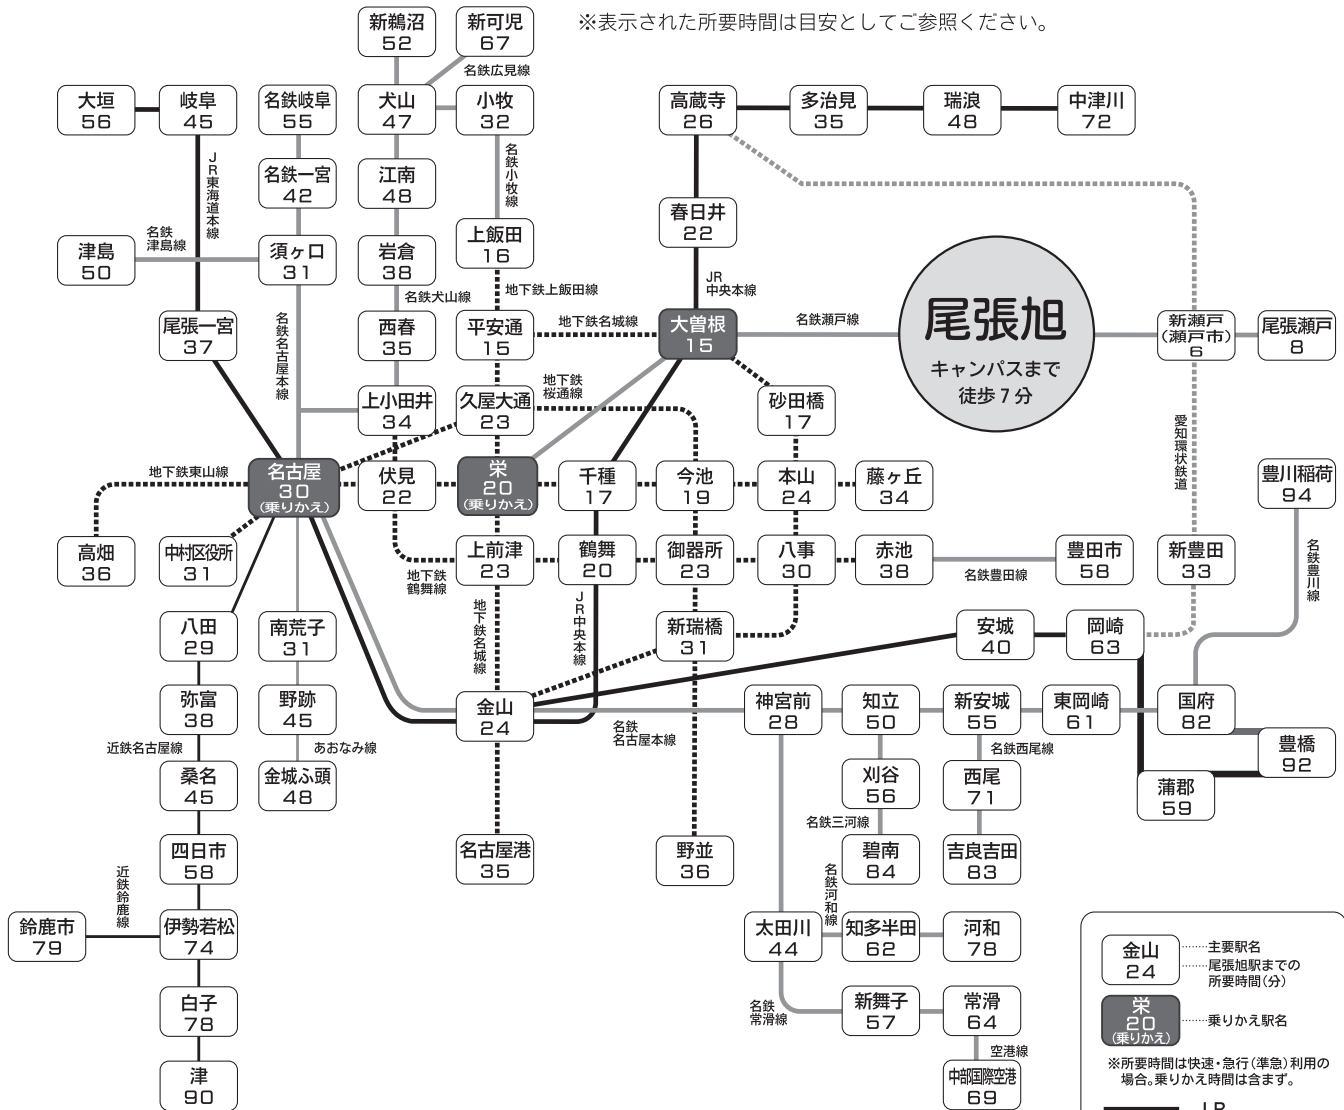 ※表示された所要時間は目安としてご参照ください。
新鵜沼
52
新可児
67
名鉄広見線
大垣
56
岐阜
45
名鉄岐阜
55
犬山
47
小牧
32
高蔵寺
26
多治見
35
瑞浪
48
中津川
72
JR東海道本線
名鉄一宮
42
江南
48
名鉄小牧線
春日井
22
津島
50
名鉄
津島線
須ヶ口
31
岩倉
38
上飯田
16
名鉄犬山線
地下鉄上飯田線
JR
中央本線
尾張一宮
37
名鉄名古屋本線
西春
35
平安通
15
地下鉄名城線
大曽根
15
名鉄瀬戸線
尾張旭
キャンパスまで
徒歩7分
新瀬戸
(瀬戸市)
6
尾張瀬戸
8
上小田井
34
久屋大通
23
地下鉄
桜通線
砂田橋
17
愛知環状鉄道
地下鉄東山線
名古屋
30
(乗りかえ)
伏見
22
栄
20
(乗りかえ)
千種
17
今池
19
本山
24
藤ヶ丘
34
豊川稲荷
94
高畑
36
中村区役所
31
地下鉄
鶴舞線
上前津
23
鶴舞
20
御器所
23
八事
30
赤池
38
名鉄豊田線
豊田市
58
新豊田
33
名鉄豊川線
八田
29
南荒子
31
地下鉄名城線
JR中央本線
新瑞橋
31
安城
40
岡崎
63
弥富
38
野跡
45
金山
24
名鉄
名古屋本線
神宮前
28
知立
50
新安城
55
東岡崎
61
国府
82
近鉄名古屋線
あおなみ線
名鉄西尾線
豊橋
92
桑名
45
金城ふ頭
48
刈谷
56
西尾
71
蒲郡
59
名鉄三河線
四日市
58
名古屋港
35
野並
36
碧南
84
吉良吉田
83
近鉄鈴鹿線
名鉄河和線
鈴鹿市
79
伊勢若松
74
太田川
44
知多半田
62
河和
78
白子
78
名鉄
常滑線
新舞子
57
常滑
64
空港線
津
90
中部国際空港
69
金山
24
主要駅名
尾張旭駅までの
所要時間(分)
栄
20
(乗りかえ)
乗りかえ駅名
※所要時間は快速・急行(準急)利用の
場合。乗りかえ時間は含まず。
JR